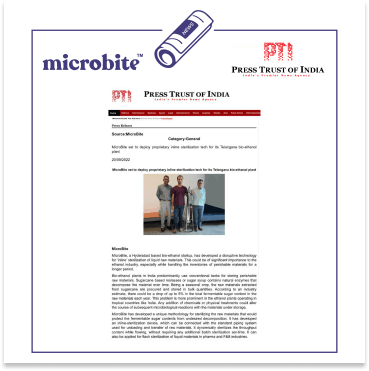 NEWS
microbite™
PTI
PRESS TRUST OF INDIA
India's Premier News Agency
PTI
PRESS TRUST OF INDIA
India's Premier News Agency
Press Release
Source:MicroBite
Category:General
MicroBite set to deploy proprietary inline sterilization tech for its Telangana bio-ethanol
plant
20/05/2022
MicroBite set to deploy proprietary inline sterilization tech for its Telangana bio-ethanol plant
MicroBite
MicroBite, a Hyderabad based bio-ethanol startup, has developed a disruptive technology
for 'inline' sterilization of liquid raw materials. This could be of significant importance to the
ethanol industry, especially while handling the inventories of perishable materials for a
longer period.
Bio-ethanol plants in India predominantly, use conventional tanks for storing perishable
raw materials. Sugarcane based molasses or sugar syrup contains natural enzymes that
decompose the material over time. Being a seasonal crop, the raw materials extracted
from sugarcane are procured and stored in bulk quantities. According to an industry
estimate, there could be a drop of up to 5% in the total fermentable sugar content in the
raw materials each year. This problem is more prominent in the ethanol plants operating in
tropical countries like India. Any addition of chemicals or physical treatments could alter
the course of subsequent microbiological reactions with the materials under storage.
MicroBite has developed a unique methodology for sterilizing the raw materials that would
protect the fermentable sugar contents from undesired decomposition. It has developed
an inline-sterilization device, which can be connected with the standard piping system
used for unloading and transfer of raw materials. It dynamically sterilizes the throughput
content while flowing, without requiring any additional batch sterilization set-time. It can
also be applied for flash sterilization of liquid materials in pharma and F&B industries.